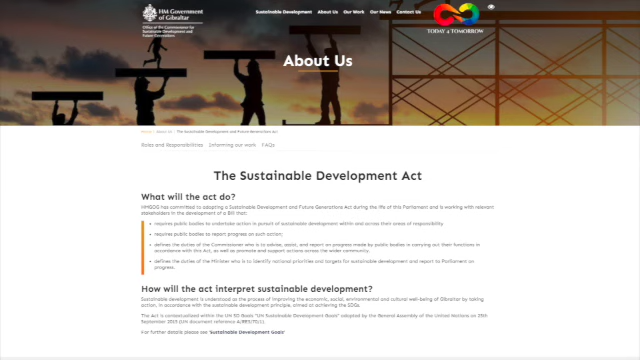 HM Government
of Gibraltar
Office of the Commissioner for
Sustainable Development and
Future Generations
Sustainable Development About Us Our Work Our News Contact Us
TODAY 4 TOMORROW
About Us
Home / About Us / The Sustainable Development and Future Generations Act
Roles and Responsibilities Informing our work FAQs
The Sustainable Development Act
What will the act do?
HMGOG has committed to adopting a Sustainable Development and Future Generations Act during the life of this Parliament and is working with relevant
stakeholders in the development of a Bill that:
• requires public bodies to undertake action in pursuit of sustainable development within and across their areas of responsibility
• requires public bodies to report progress on such action;
• defines the duties of the Commissioner who is to advise, assist, and report on progress made by public bodies in carrying out their functions in
accordance with this Act, as well as promote and support actions across the wider community.
• defines the duties of the Minister who is to identify national priorities and targets for sustainable development and report to Parliament on
progress.
How will the act interpret sustainable development?
Sustainable development is understood as the process of improving the economic, social, environmental and cultural well-being of Gibraltar by taking
action, in accordance with the sustainable development principle, aimed at achieving the SDGs.
The Act is contextualized within the UN SD Goals "UN Sustainable Development Goals" adopted by the General Assembly of the United Nations on 25th
September 2015 (UN document reference A/RES/70/1).
For further details please see 'Sustainable Development Goals'